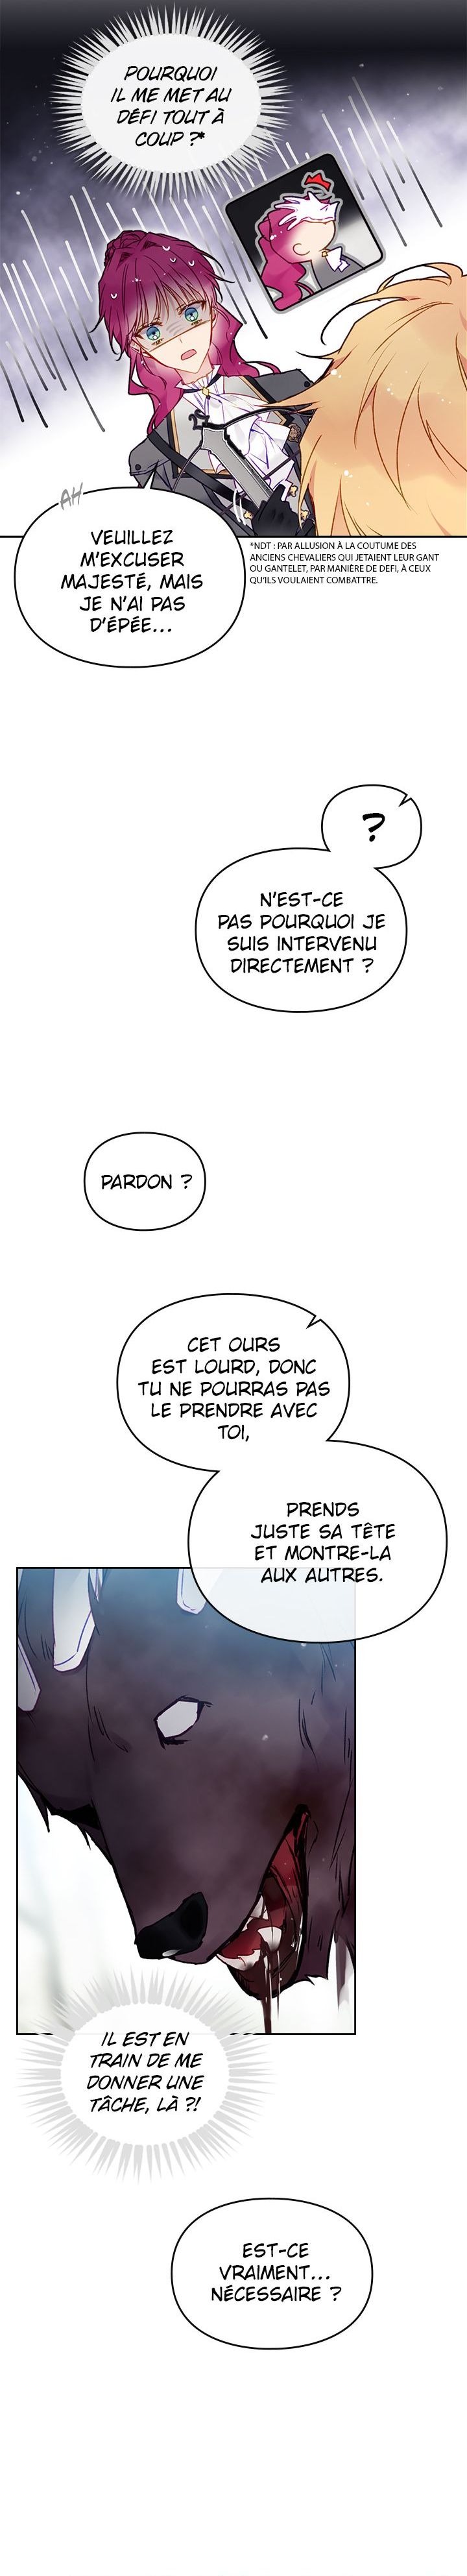 POURQUOI
IL ME MET AU
DÉFI TOUT À
COUP ?*
AH
VEUILLEZ
M'EXCUSER
MAJESTÉ, MAIS
JE N'AI PAS
D'ÉPÉE...
*NDT : PAR ALLUSION À LA COUTUME DES
ANCIENS CHEVALIERS QUI JETAIENT LEUR GANT
OU GANTELET, PAR MANIÈRE DE DEFI, À CEUX
QU'ILS VOULAIENT COMBATTRE.
?
N'EST-CE
PAS POURQUOI JE
SUIS INTERVENU
DIRECTEMENT ?
PARDON ?
CET OURS
EST LOURD, DONC
TU NE POURRAS PAS
LE PRENDRE AVEC
TOI,
PRENDS
JUSTE SA TÊTE
ET MONTRE-LA
AUX AUTRES.
IL EST EN
TRAIN DE ME
DONNER UNE
TÂCHE, LÀ ?!
EST-CE
VRAIMENT...
NÉCESSAIRE ?